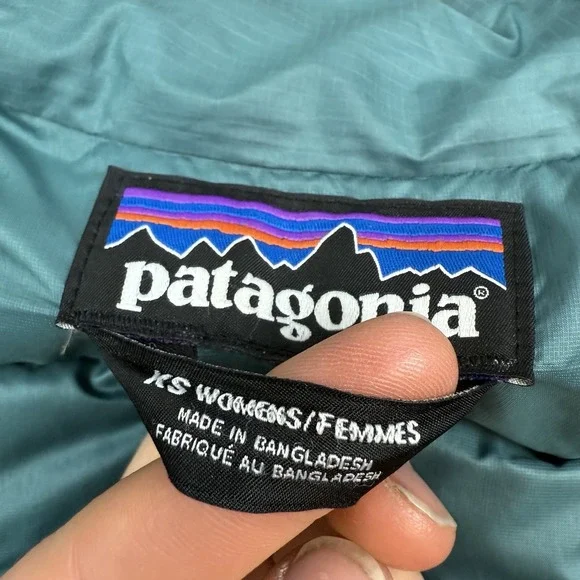 patagonia®
XS WOMENS/FEMMES
MADE IN BANGLADESH
FABRIQUÉ AU BANGLADESH